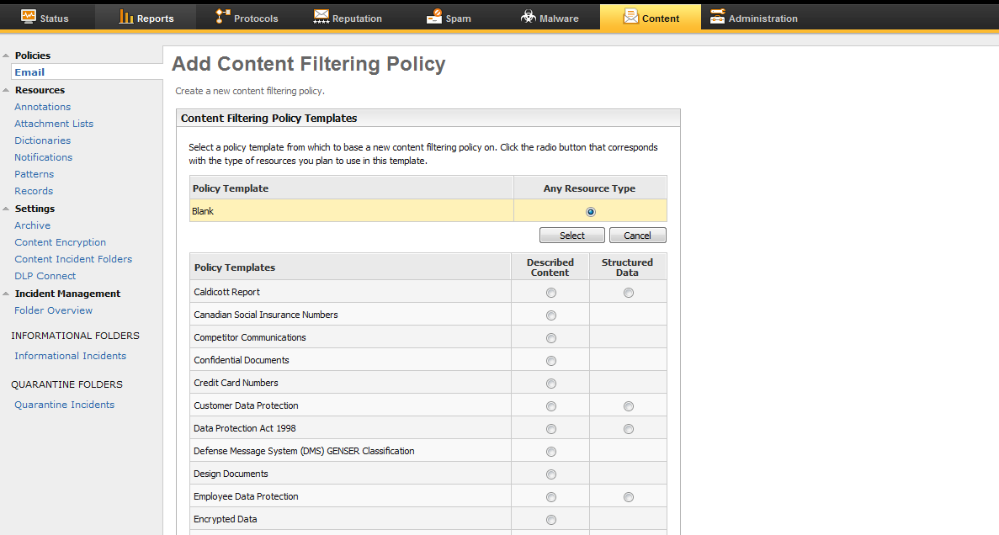 Status Reports Protocols Reputation Spam Malware Content Administration
Policies
Email
Resources
Annotations
Attachment Lists
Dictionaries
Notifications
Patterns
Records
Settings
Archive
Content Encryption
Content Incident Folders
DLP Connect
Incident Management
Folder Overview
INFORMATIONAL FOLDERS
Informational Incidents
QUARANTINE FOLDERS
Quarantine Incidents
Add Content Filtering Policy
Create a new content filtering policy.
Content Filtering Policy Templates
Select a policy template from which to base a new content filtering policy on. Click the radio button that corresponds
with the type of resources you plan to use in this template.
Policy Template Any Resource Type
Blank
Select Cancel
Policy Templates Described Content Structured Data
Caldicott Report
Canadian Social Insurance Numbers
Competitor Communications
Confidential Documents
Credit Card Numbers
Customer Data Protection
Data Protection Act 1998
Defense Message System (DMS) GENSER Classification
Design Documents
Employee Data Protection
Encrypted Data